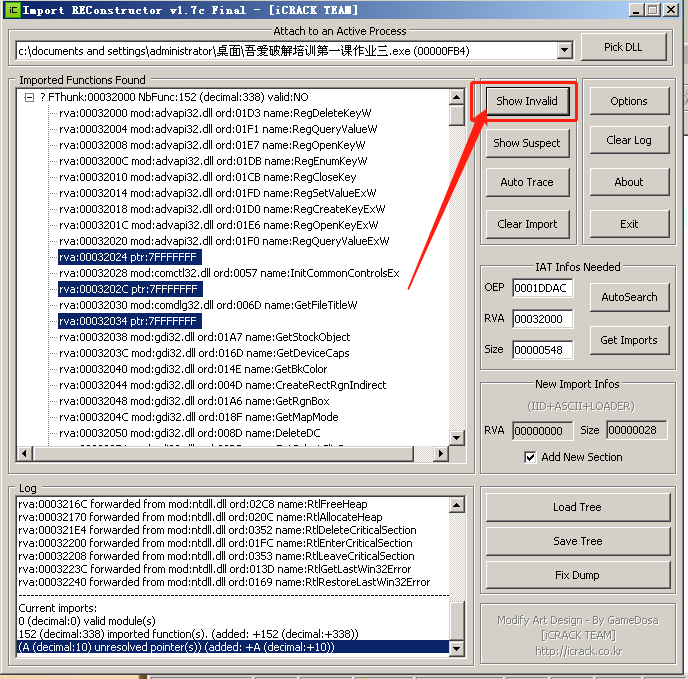 Import REConstructor v1.7c Final - [iCRACK TEAM]
Attach to an Active Process
c:\documents and settings\administrator\桌面\吾爱破解培训第一课作业三.exe (00000FB4)
Pick DLL
Imported Functions Found
? FThunk:00032000 NbFunc:152 (decimal:338) valid:NO
rva:00032000 mod:advapi32.dll ord:01D3 name:RegDeleteKeyW
rva:00032004 mod:advapi32.dll ord:01F1 name:RegQueryValueW
rva:00032008 mod:advapi32.dll ord:01E7 name:RegOpenKeyW
rva:0003200C mod:advapi32.dll ord:01DB name:RegEnumKeyW
rva:00032010 mod:advapi32.dll ord:01CB name:RegCloseKey
rva:00032014 mod:advapi32.dll ord:01FD name:RegSetValueExW
rva:00032018 mod:advapi32.dll ord:01D0 name:RegCreateKeyExW
rva:0003201C mod:advapi32.dll ord:01E6 name:RegOpenKeyExW
rva:00032020 mod:advapi32.dll ord:01F0 name:RegQueryValueExW
rva:00032024 ptr:7FFFFFFF
rva:00032028 mod:comctl32.dll ord:0057 name:InitCommonControlsEx
rva:0003202C ptr:7FFFFFFF
rva:00032030 mod:comdlg32.dll ord:006D name:GetFileTitleW
rva:00032034 ptr:7FFFFFFF
rva:00032038 mod:gdi32.dll ord:01A7 name:GetStockObject
rva:0003203C mod:gdi32.dll ord:016D name:GetDeviceCaps
rva:00032040 mod:gdi32.dll ord:014E name:GetBkColor
rva:00032044 mod:gdi32.dll ord:004D name:CreateRectRgnIndirect
rva:00032048 mod:gdi32.dll ord:01A6 name:GetRgnBox
rva:0003204C mod:gdi32.dll ord:018F name:GetMapMode
rva:00032050 mod:gdi32.dll ord:008D name:DeleteDC
Show Invalid
Show Suspect
Auto Trace
Clear Import
Options
Clear Log
About
Exit
IAT Infos Needed
OEP 0001DDAC
AutoSearch
RVA 00032000
Size 00000548
Get Imports
New Import Infos
(IID+ASCII+LOADER)
RVA 00000000 Size 00000028
Add New Section
Log
rva:0003216C forwarded from mod:ntdll.dll ord:02C8 name:RtlFreeHeap
rva:00032170 forwarded from mod:ntdll.dll ord:020C name:RtlAllocateHeap
rva:000321E4 forwarded from mod:ntdll.dll ord:0352 name:RtlDeleteCriticalSection
rva:00032200 forwarded from mod:ntdll.dll ord:01FC name:RtlEnterCriticalSection
rva:00032208 forwarded from mod:ntdll.dll ord:0353 name:RtlLeaveCriticalSection
rva:0003223C forwarded from mod:ntdll.dll ord:013D name:RtlGetLastWin32Error
rva:00032240 forwarded from mod:ntdll.dll ord:0169 name:RtlRestoreLastWin32Error
Current imports:
0 (decimal:0) valid module(s)
152 (decimal:338) imported function(s). (added: +152 (decimal:+338))
(A (decimal:10) unresolved pointer(s)) (added: +A (decimal:+10))
Load Tree
Save Tree
Fix Dump
Modify Art Design - By GameDosa
[iCRACK TEAM]
http://icrack.co.kr